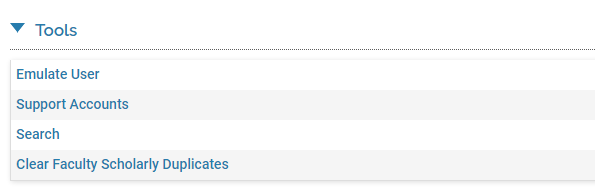 Tools
Emulate User
Support Accounts
Search
Clear Faculty Scholarly Duplicates